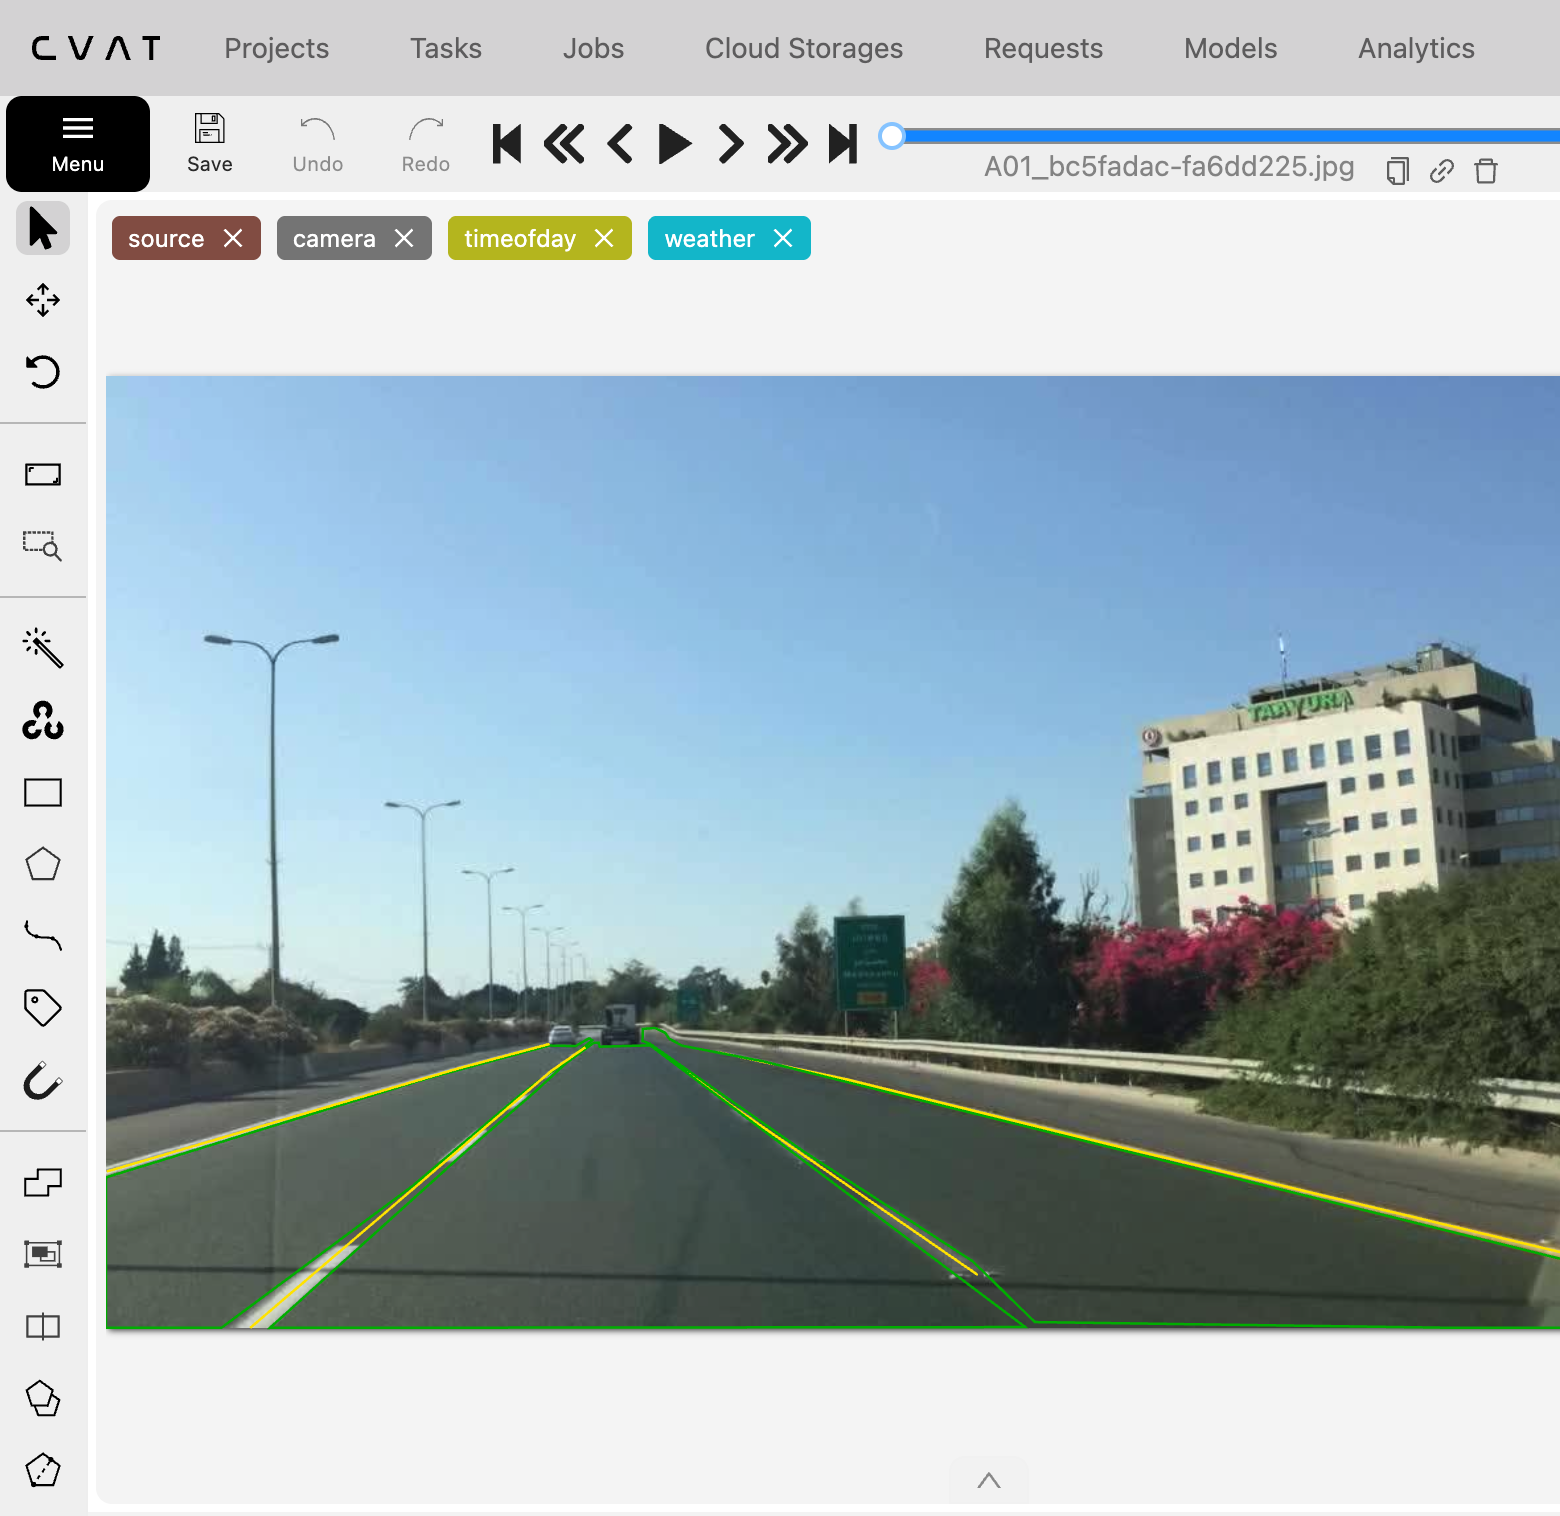 CVAT
Projects
Tasks
Jobs
Cloud Storages
Requests
Models
Analytics
Menu
Save
Undo
Redo
A01_bc5fadac-fa6dd225.jpg
source
camera
timeofday
weather
TAAVURA